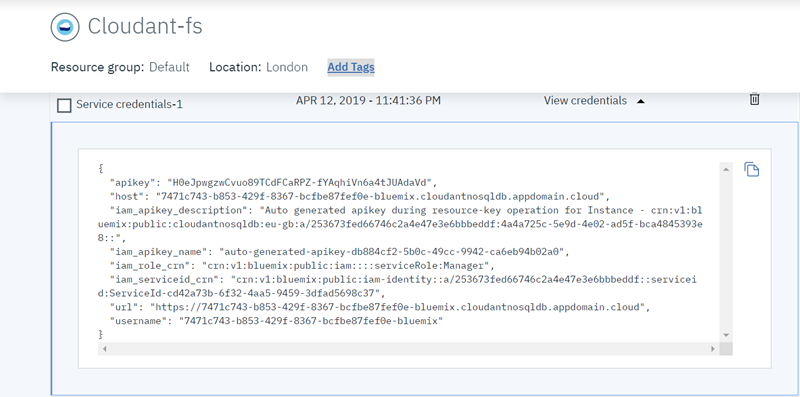 Cloudant-fs
Resource group: Default Location: London Add Tags
Service credentials-1 APR 12, 2019 - 11:41:36 PM View credentials
{
"apikey": "H0eJpwgzwCvuo89TCdFCaRPZ-fYAqhiVn6a4tJUAdaVd",
"host": "7471c743-b853-429f-8367-bcfbe87fef0e-bluemix.cloudantnosqldb.appdomain.cloud",
"iam_apikey_description": "Auto generated apikey during resource-key operation for Instance - crn:v1:bl
uemix:public:cloudantnosqldb:eu-gb:a/253673fed66746c2a4e47e3e6bbbeddf:4a4a725c-5e9d-4e02-ad5f-bca4845393e
8::",
"iam_apikey_name": "auto-generated-apikey-db884cf2-5b0c-49cc-9942-ca6eb94b02a0",
"iam_role_crn": "crn:v1:bluemix:public:iam::::serviceRole:Manager",
"iam_serviceid_crn": "crn:v1:bluemix:public:iam-identity::a/253673fed66746c2a4e47e3e6bbbeddf::servicei
d:ServiceId-cd42a73b-6f32-4aa5-9459-3dfad5698c37",
"url": "https://7471c743-b853-429f-8367-bcfbe87fef0e-bluemix.cloudantnosqldb.appdomain.cloud",
"username": "7471c743-b853-429f-8367-bcfbe87fef0e-bluemix"
}